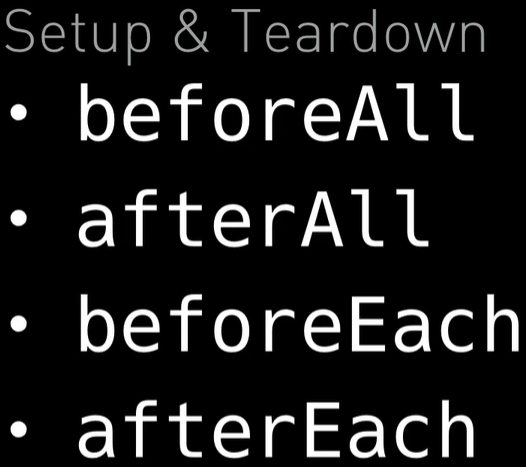 Setup & Teardown
• beforeAll
• afterAll
• beforeEach
• afterEach